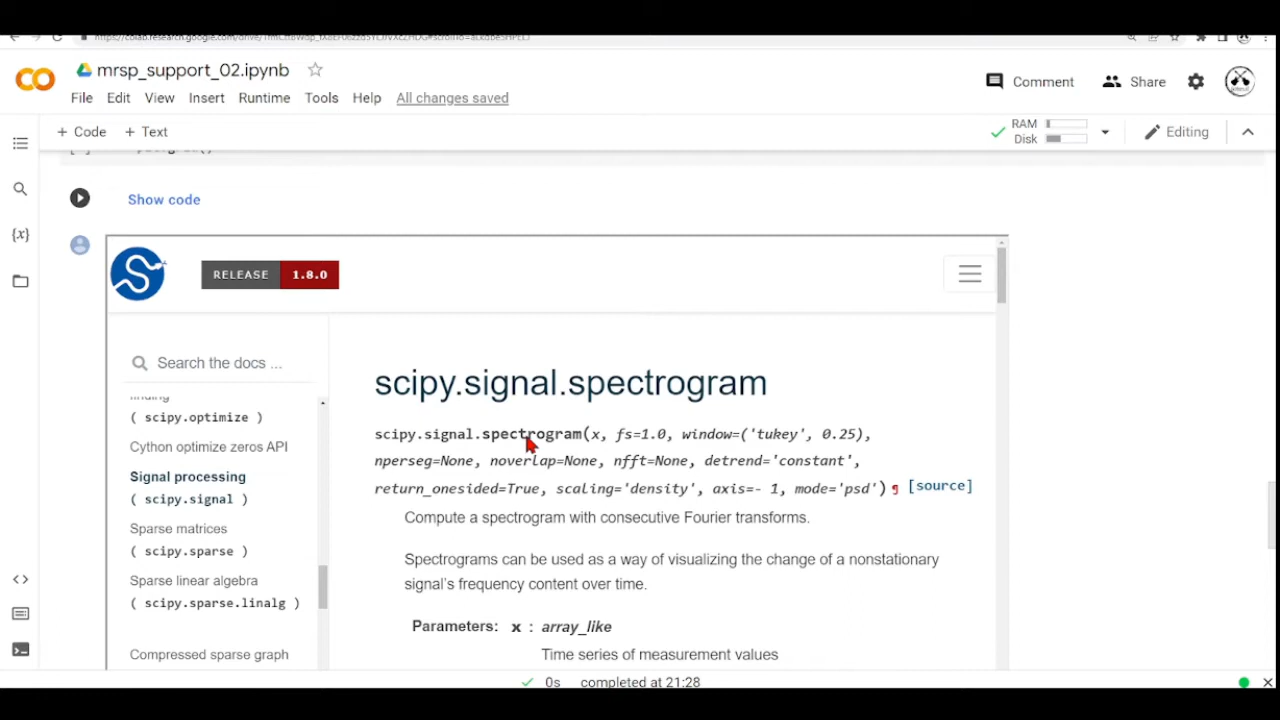 mrsp_support_02.ipynb
File Edit View Insert Runtime Tools Help All changes saved
Comment Share
+ Code + Text
RAM
Disk
Editing
Show code
RELEASE 1.8.0
Search the docs ...
( scipy.optimize )
Cython optimize zeros API
Signal processing
( scipy.signal )
Sparse matrices
( scipy.sparse )
Sparse linear algebra
( scipy.sparse.linalg )
Compressed sparse graph
scipy.signal.spectrogram
scipy.signal.spectrogram(x, fs=1.0, window=('tukey', 0.25),
nperseg=None, noverlap=None, nfft=None, detrend='constant',
return_onesided=True, scaling='density', axis=- 1, mode='psd')¶ [source]
Compute a spectrogram with consecutive Fourier transforms.
Spectrograms can be used as a way of visualizing the change of a nonstationary
signal's frequency content over time.
Parameters: x : array_like
Time series of measurement values
0s completed at 21:28